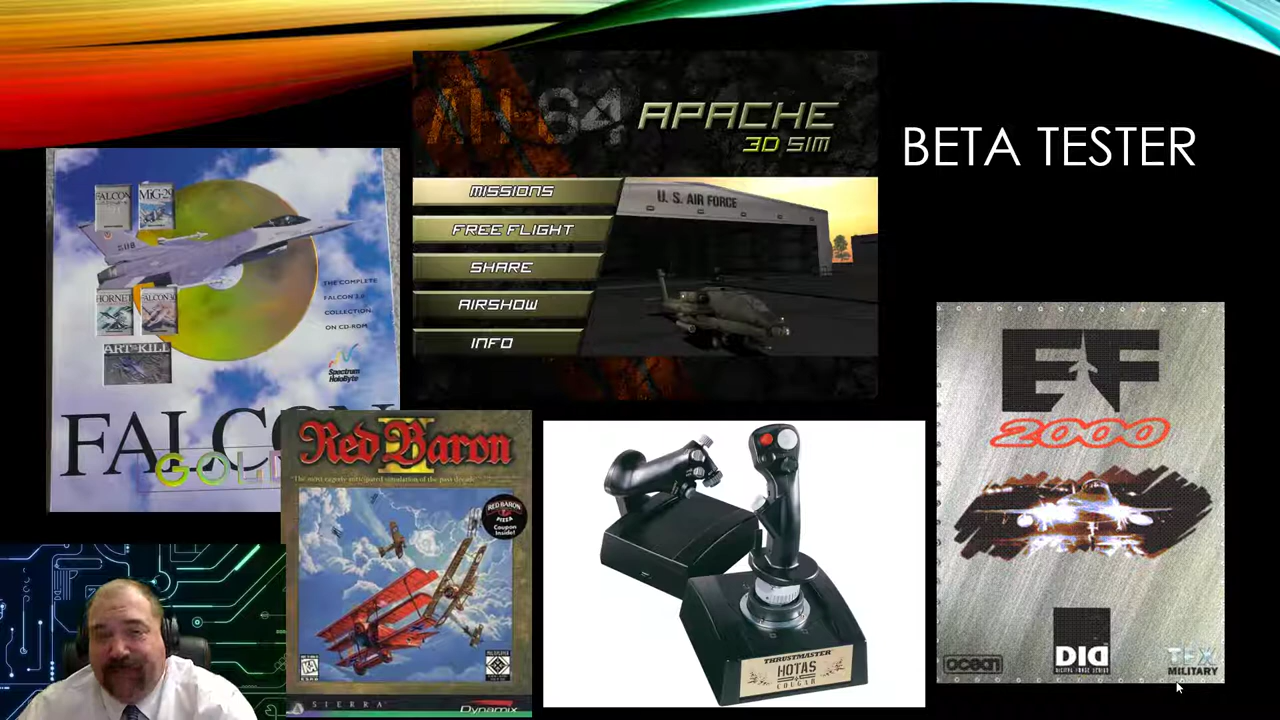 BETA TESTER
AH-64
APACHE
3D SIM
MISSIONS
FREE FLIGHT
SHARE
AIRSHOW
INFO
U.S. AIR FORCE
FALCON
MiG-29
HORNET
FALCON 3.0
ART OF KILL
THE COMPLETE
FALCON 3.0
COLLECTION
ON CD-ROM
Spectrum
HoloByte
FALCON
GOLD
Red Baron
II
"The most eagerly anticipated simulation of the past decade."
RED BARON
PIZZA
Coupon
Inside!
SIERRA
Dynamix
THRUSTMASTER
HOTAS
COUGAR
EF
2000
ocean
DID
TFX
MILITARY